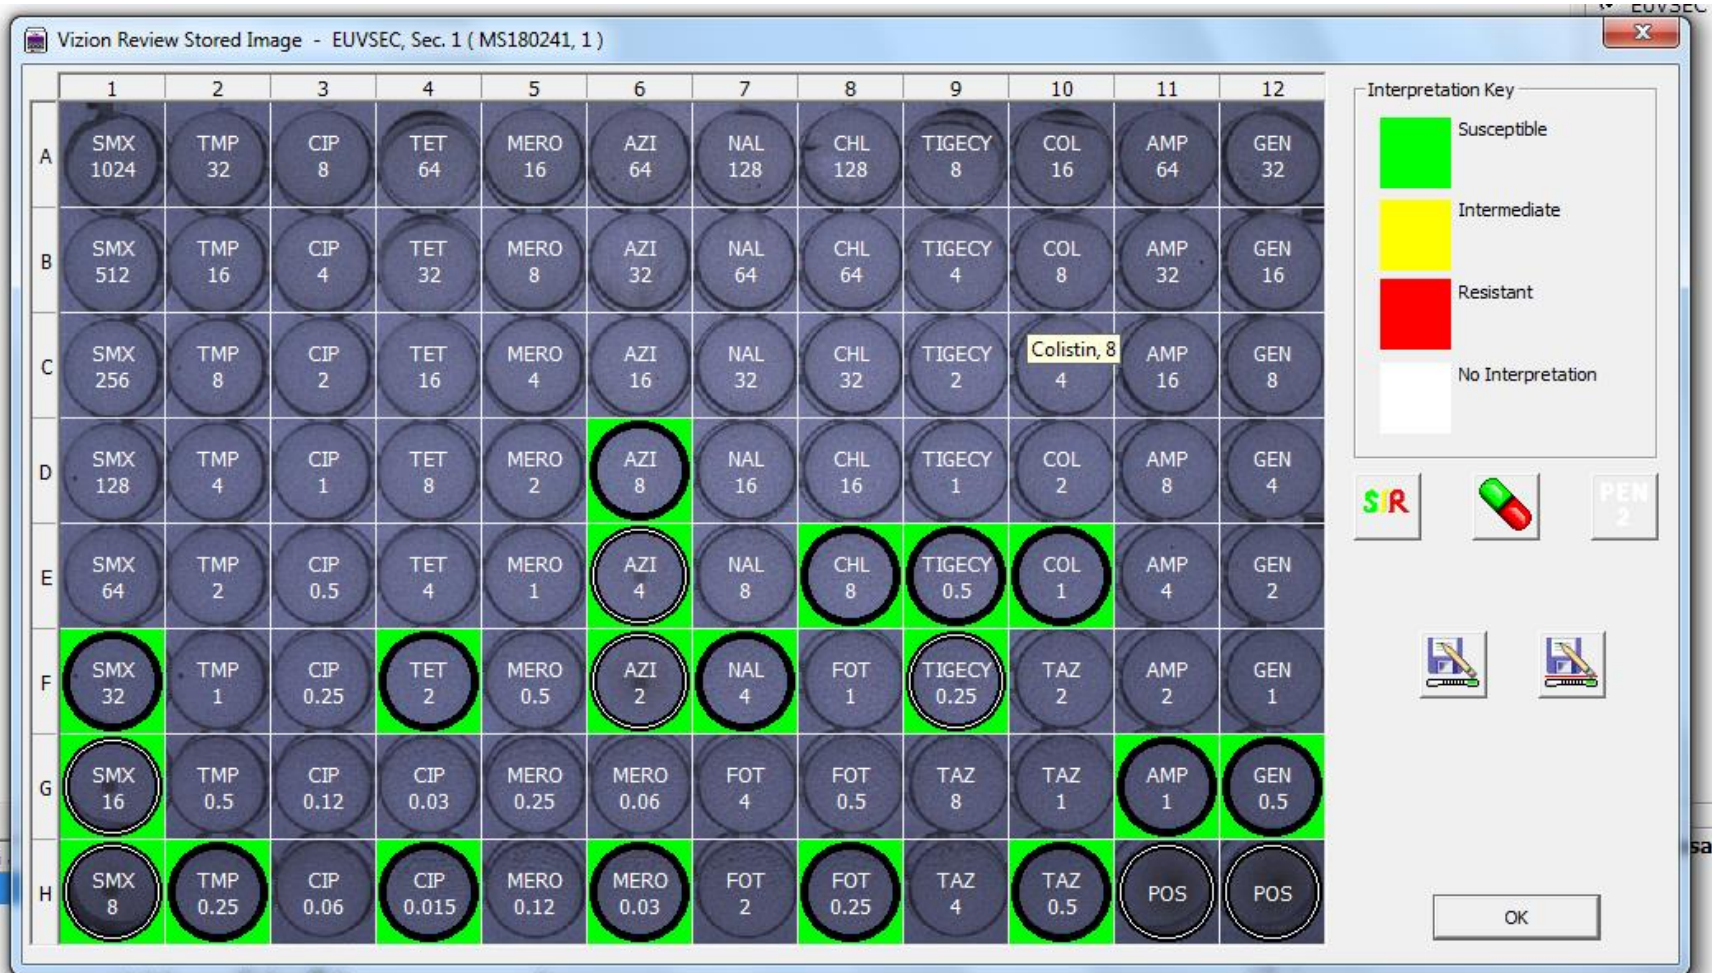 EUVSEC
Vizion Review Stored Image - EUVSEC, Sec. 1 ( MS180241, 1 )
X
1 2 3 4 5 6 7 8 9 10 11 12
A
SMX TMP CIP TET MERO AZI NAL CHL TIGECY COL AMP GEN
1024 32 8 64 16 64 128 128 8 16 64 32
B
SMX TMP CIP TET MERO AZI NAL CHL TIGECY COL AMP GEN
512 16 4 32 8 32 64 64 4 8 32 16
C
SMX TMP CIP TET MERO AZI NAL CHL TIGECY Colistin, 8 AMP GEN
256 8 2 16 4 16 32 32 2 4 16 8
D
SMX TMP CIP TET MERO AZI NAL CHL TIGECY COL AMP GEN
128 4 1 8 2 8 16 16 1 2 8 4
E
SMX TMP CIP TET MERO AZI NAL CHL TIGECY COL AMP GEN
64 2 0.5 4 1 4 8 8 0.5 1 4 2
F
SMX TMP CIP TET MERO AZI NAL FOT TIGECY TAZ AMP GEN
32 1 0.25 2 0.5 2 4 1 0.25 2 2 1
G
SMX TMP CIP CIP MERO MERO FOT FOT TAZ TAZ AMP GEN
16 0.5 0.12 0.03 0.25 0.06 4 0.5 8 1 1 0.5
H
SMX TMP CIP CIP MERO MERO FOT FOT TAZ TAZ POS POS
8 0.25 0.06 0.015 0.12 0.03 2 0.25 4 0.5
Interpretation Key
Susceptible
Intermediate
Resistant
No Interpretation
SIR
PEN
2
sa
OK